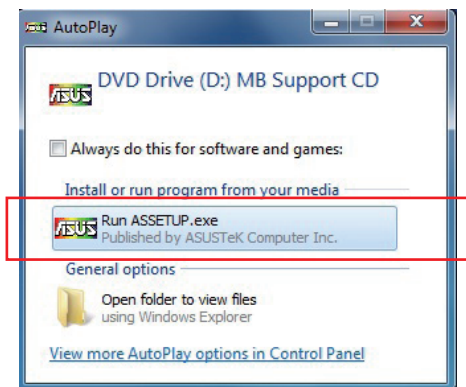 AutoPlay
ASUS DVD Drive (D:) MB Support CD
Always do this for software and games:
Install or run program from your media
ASUS Run ASSETUP.exe
Published by ASUSTeK Computer Inc.
General options
Open folder to view files
using Windows Explorer
View more AutoPlay options in Control Panel